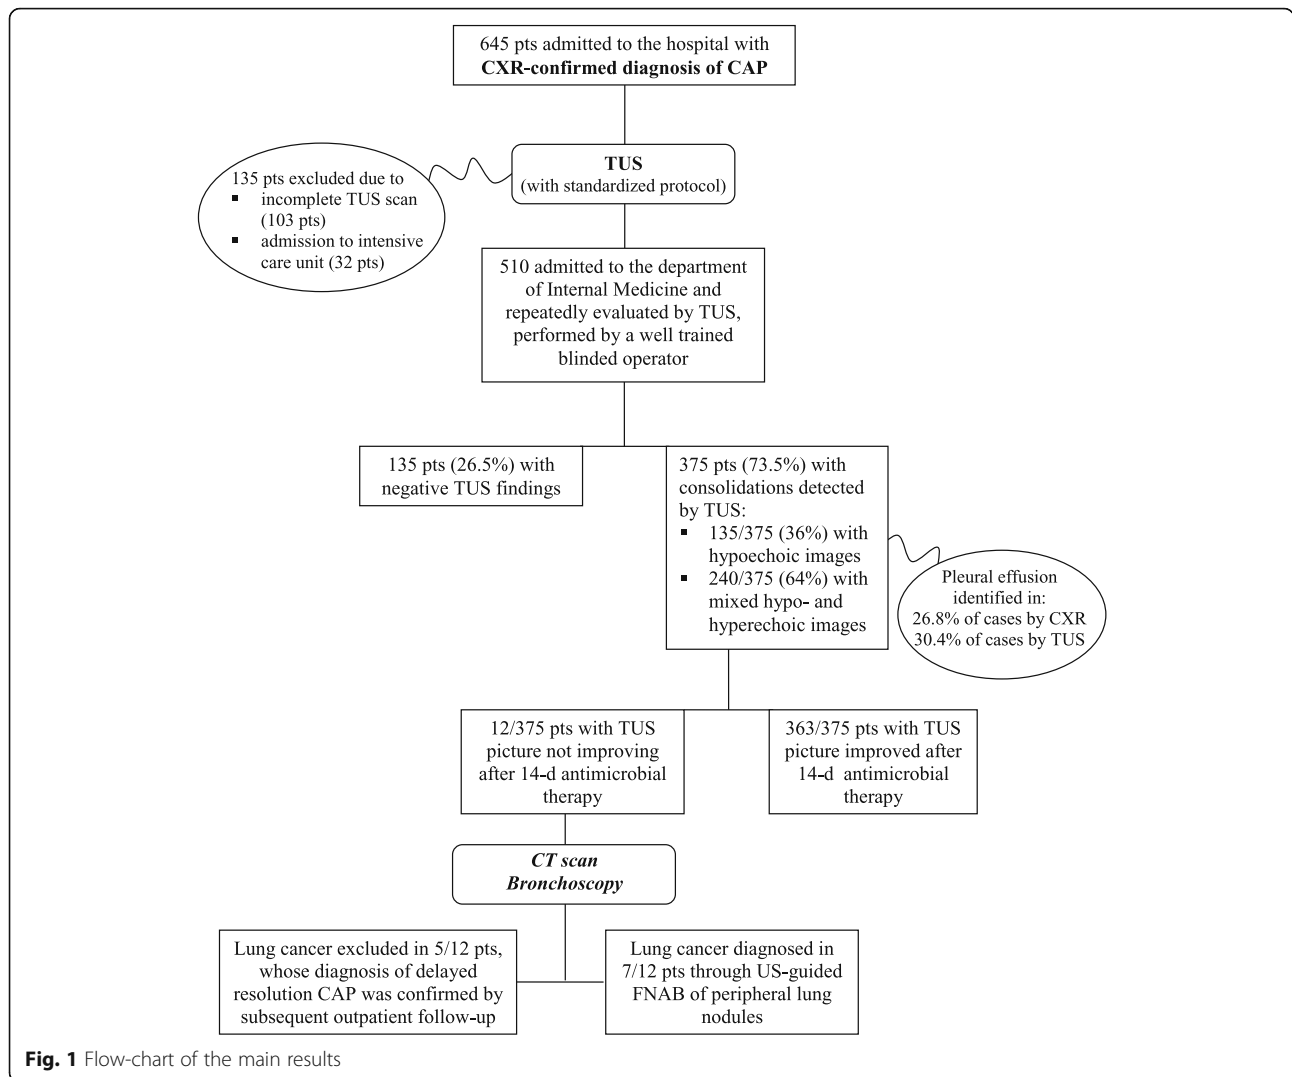 645 pts admitted to the hospital with
CXR-confirmed diagnosis of CAP
TUS
(with standardized protocol)
135 pts excluded due to
▪ incomplete TUS scan
(103 pts)
▪ admission to intensive
care unit (32 pts)
510 admitted to the department
of Internal Medicine and
repeatedly evaluated by TUS,
performed by a well trained
blinded operator
135 pts (26.5%) with
negative TUS findings
375 pts (73.5%) with
consolidations detected
by TUS:
▪ 135/375 (36%) with
hypoechoic images
▪ 240/375 (64%) with
mixed hypo- and
hyperechoic images
Pleural effusion
identified in:
26.8% of cases by CXR
30.4% of cases by TUS
12/375 pts with TUS
picture not improving
after 14-d antimicrobial
therapy
363/375 pts with TUS
picture improved after
14-d antimicrobial
therapy
CT scan
Bronchoscopy
Lung cancer excluded in 5/12 pts,
whose diagnosis of delayed
resolution CAP was confirmed by
subsequent outpatient follow-up
Lung cancer diagnosed in
7/12 pts through US-guided
FNAB of peripheral lung
nodules
Fig. 1 Flow-chart of the main results